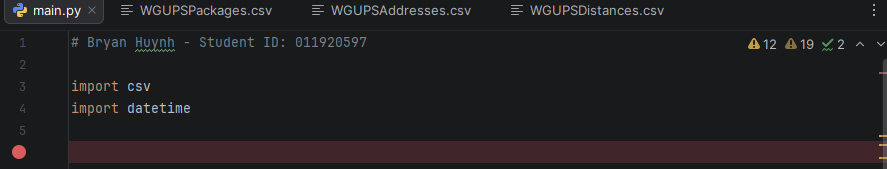 main.py WGUPSPackages.csv WGUPSAddresses.csv WGUPSDistances.csv
1 # Bryan Huynh - Student ID: 011920597 12 19 2
2
3 import csv
4 import datetime
5